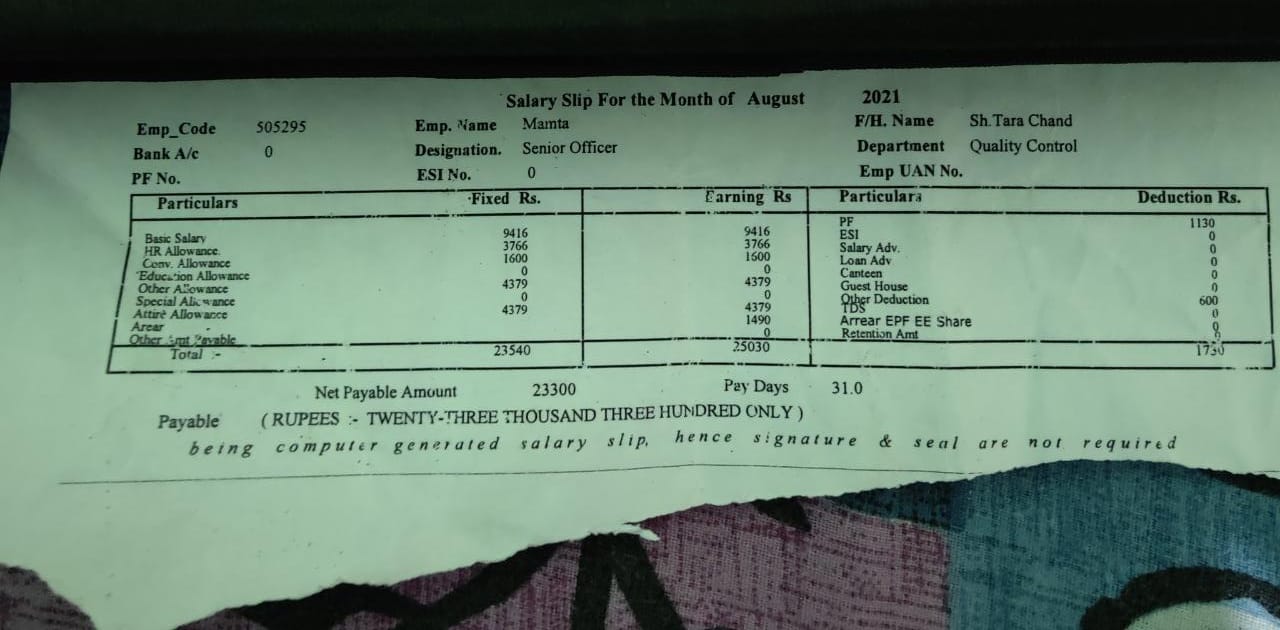 Salary Slip For the Month of August 2021
Emp_Code 505295 Emp. Name Mamta F/H. Name Sh.Tara Chand
Bank A/c 0 Designation. Senior Officer Department Quality Control
PF No. ESI No. 0 Emp UAN No.
Particulars Fixed Rs. Earning Rs Particulars Deduction Rs.
PF 1130
Basic Salary 9416 9416 ESI 0
HR Allowance. 3766 3766 Salary Adv. 0
Conv. Allowance 1600 1600 Loan Adv 0
Education Allowance 0 0 Canteen 0
Other Allowance 4379 4379 Guest House 0
Special Allowance 0 0 Other Deduction 600
Attire Allowance 4379 4379 TDS 0
Arear 1490 Arrear EPF EE Share 0
Other Amt Payable 0 Retention Amt 0
Total :- 23540 25030 1730
Net Payable Amount 23300 Pay Days 31.0
Payable ( RUPEES :- TWENTY-THREE THOUSAND THREE HUNDRED ONLY )
being computer generated salary slip, hence signature & seal are not required